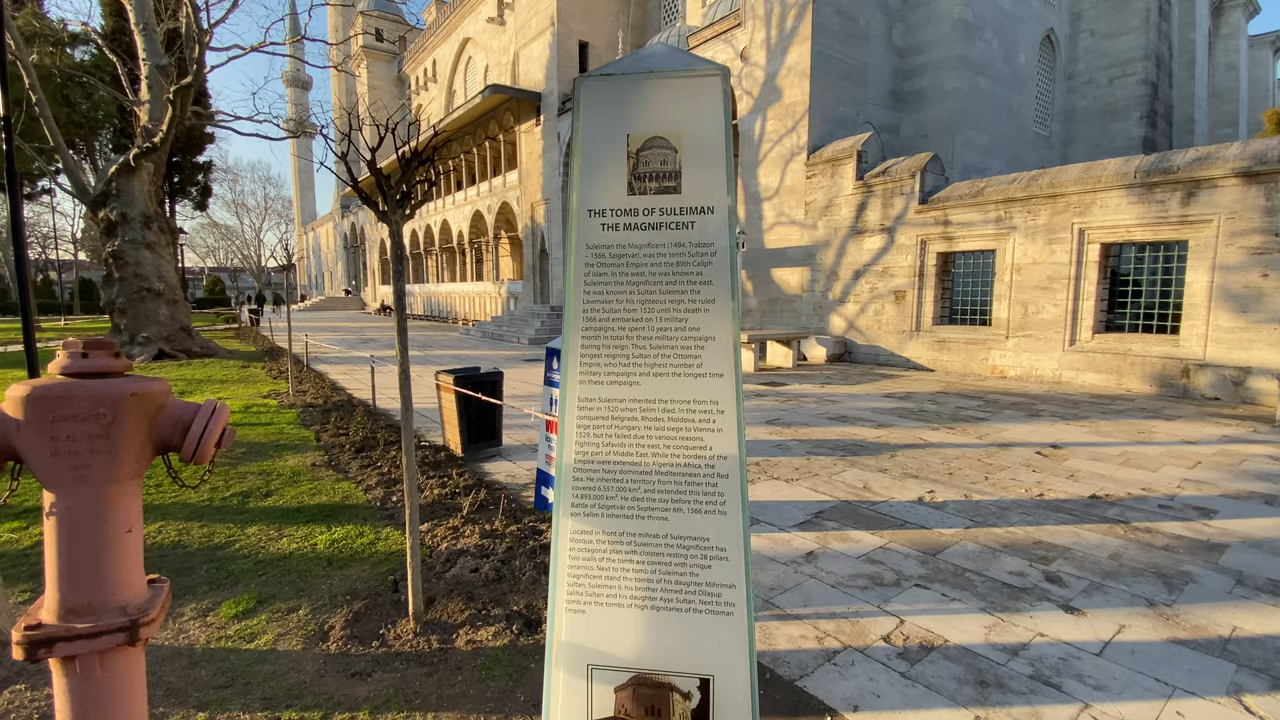 THE TOMB OF SULEIMAN
THE MAGNIFICENT
Suleiman the Magnificent (1494, Trabzon
– 1566, Szigetvár), was the tenth Sultan of
the Ottoman Empire and the 89th Caliph
of Islam. In the west, he was known as
Suleiman the Magnificent and in the east,
he was known as Sultan Suleiman the
Lawmaker for his righteous reign. He ruled
as the Sultan from 1520 until his death in
1566 and embarked on 13 military
campaigns. He spent 10 years and one
month in total for these military campaigns
during his reign. Thus, Suleiman was the
longest reigning Sultan of the Ottoman
Empire, who had the highest number of
military campaigns and spent the longest time
on these campaigns.
Sultan Suleiman inherited the throne from his
father in 1520 when Selim I died. In the west, he
conquered Belgrade, Rhodes, Moldova, and a
large part of Hungary. He laid siege to Vienna in
1529, but he failed due to various reasons.
Fighting Safavids in the east, he conquered a
large part of Middle East. While the borders of the
Empire were extended to Algeria in Africa, the
Ottoman Navy dominated Mediterranean and Red
Sea. He inherited a territory from his father that
covered 6.557.000 km², and extended this land to
14.893.000 km². He died the day before the end of
Battle of Szigetvár on September 6th, 1566 and his
son Selim II inherited the throne.
Located in front of the mihrab of Suleymaniye
Mosque, the tomb of Suleiman the Magnificent has
an octagonal plan with cloisters resting on 28 pillars.
Two walls of the tomb are covered with unique
ceramics. Next to the tomb of Suleiman the
Magnificent stand the tombs of his daughter Mihrimah
Sultan, Suleiman II, his brother Ahmed and Dilaşup
Saliha Sultan and his daughter Ayşe Sultan. Next to this
tomb are the tombs of high dignitaries of the Ottoman
Empire.